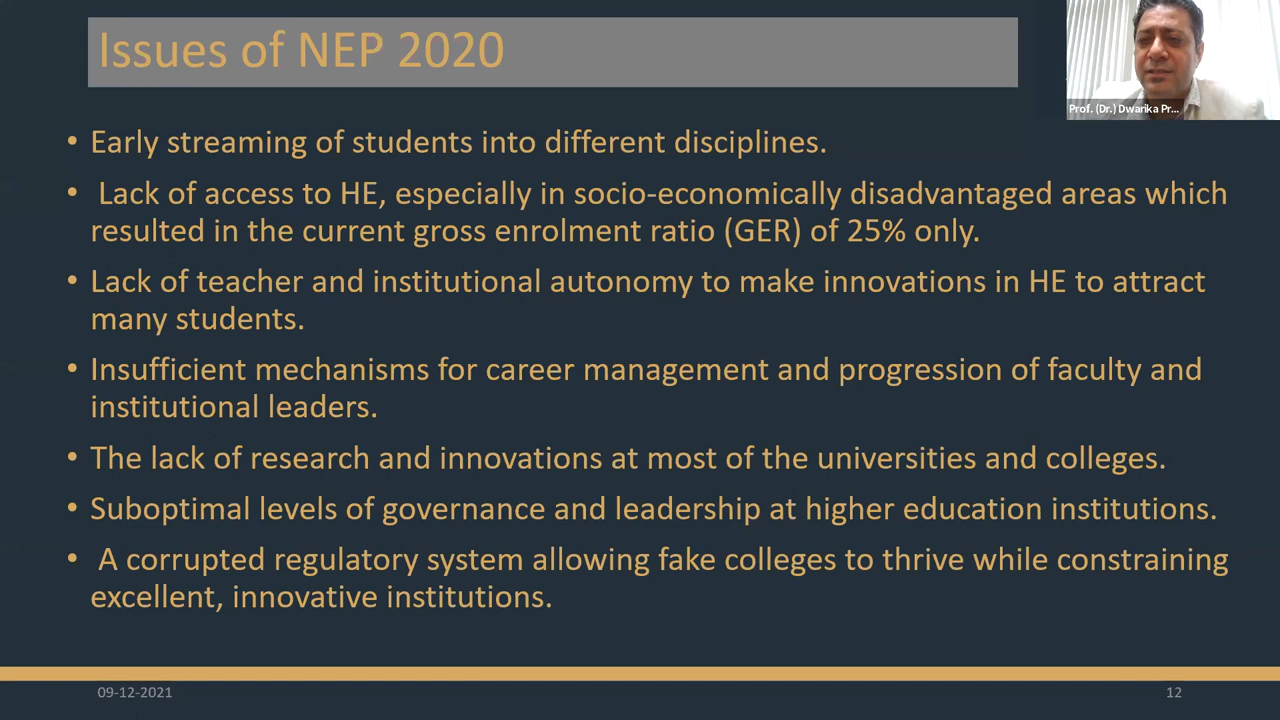 Issues of NEP 2020
Prof. (Dr.) Dwarika Pr...
• Early streaming of students into different disciplines.
• Lack of access to HE, especially in socio-economically disadvantaged areas which
resulted in the current gross enrolment ratio (GER) of 25% only.
• Lack of teacher and institutional autonomy to make innovations in HE to attract
many students.
• Insufficient mechanisms for career management and progression of faculty and
institutional leaders.
• The lack of research and innovations at most of the universities and colleges.
• Suboptimal levels of governance and leadership at higher education institutions.
• A corrupted regulatory system allowing fake colleges to thrive while constraining
excellent, innovative institutions.
09-12-2021
12